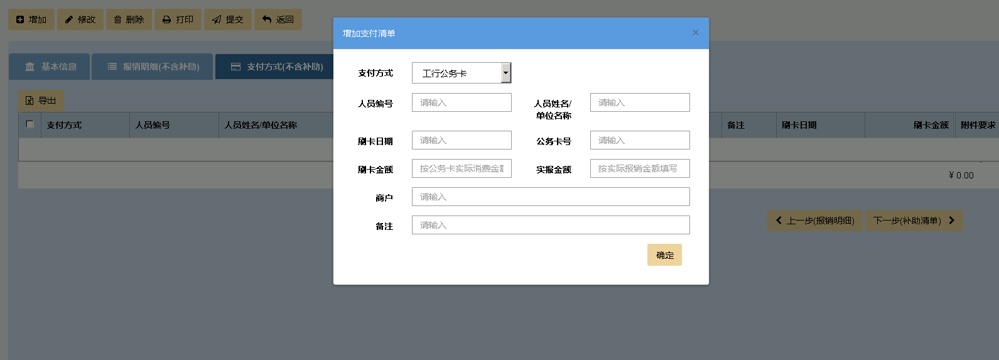 增加 修改 删除 打印 提交 返回
增加支付清单 ×
基本信息 报销明细(不含补助) 支付方式(不含补助)
支付方式 工行公务卡
导出
人员编号 请输入 人员姓名/单位名称 请输入
支付方式 人员编号 人员姓名/单位名称 备注 刷卡日期 刷卡金额 附件要求
刷卡日期 请输入 公务卡号 请输入
刷卡金额 按公务卡实际消费金 实报金额 按实际报销金额填写
¥ 0.00
商户 请输入
上一步(报销明细) 下一步(补助清单)
备注 请输入
确定